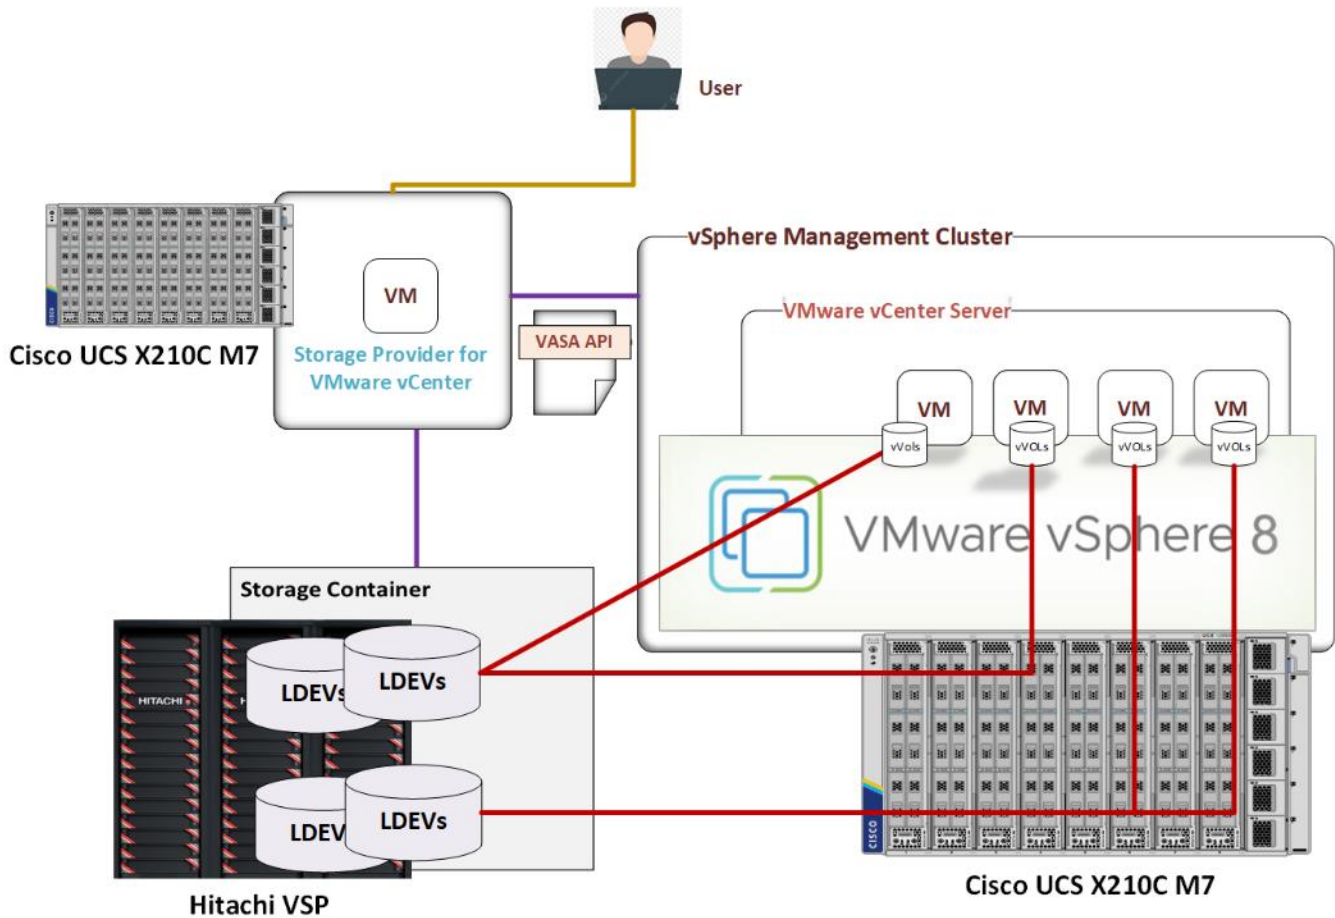 User
vSphere Management Cluster
VMware vCenter Server
VM
Storage Provider for
VMware vCenter
VASA API
Cisco UCS X210C M7
CISCO
VM
VM
VM
VM
vVols
vVOLs
vVOLs
vVOLs
VMware vSphere 8
Storage Container
HITACHI
H
LDEVs
LDEVs
LDEV
LDEVs
CISCO
Cisco UCS X210C M7
Hitachi VSP